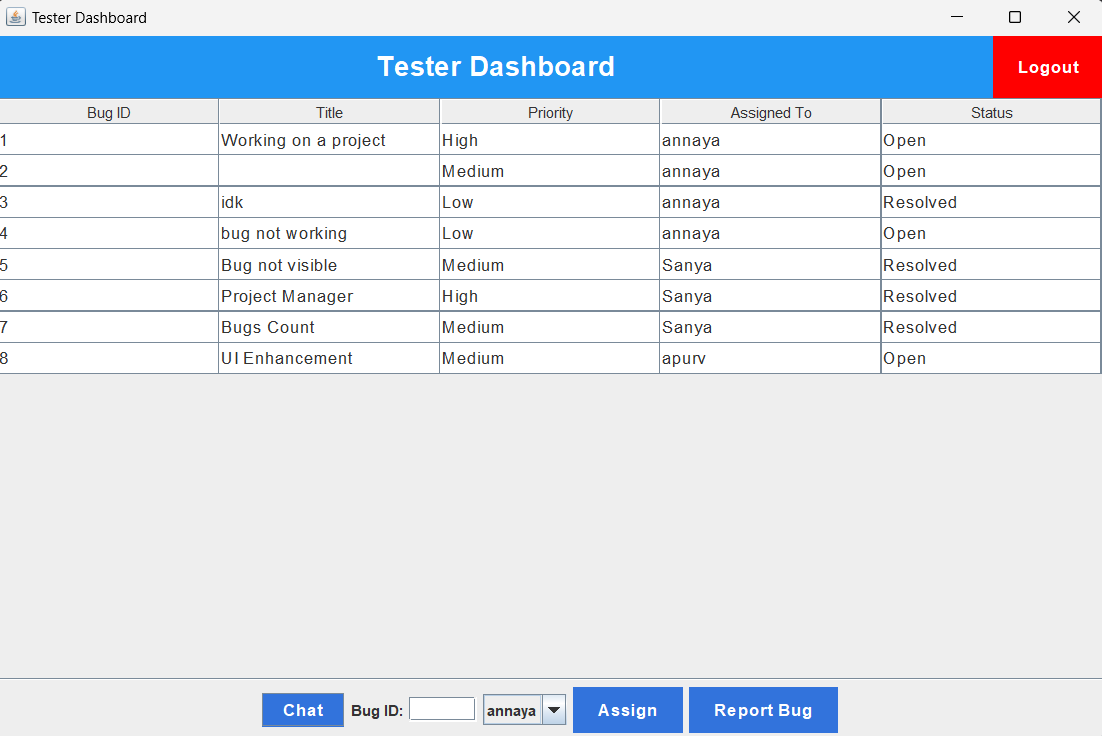 Tester Dashboard
Tester Dashboard Logout
Bug ID Title Priority Assigned To Status
1 Working on a project High annaya Open
2 Medium annaya Open
3 idk Low annaya Resolved
4 bug not working Low annaya Open
5 Bug not visible Medium Sanya Resolved
6 Project Manager High Sanya Resolved
7 Bugs Count Medium Sanya Resolved
8 UI Enhancement Medium apurv Open
Chat Bug ID: annaya Assign Report Bug